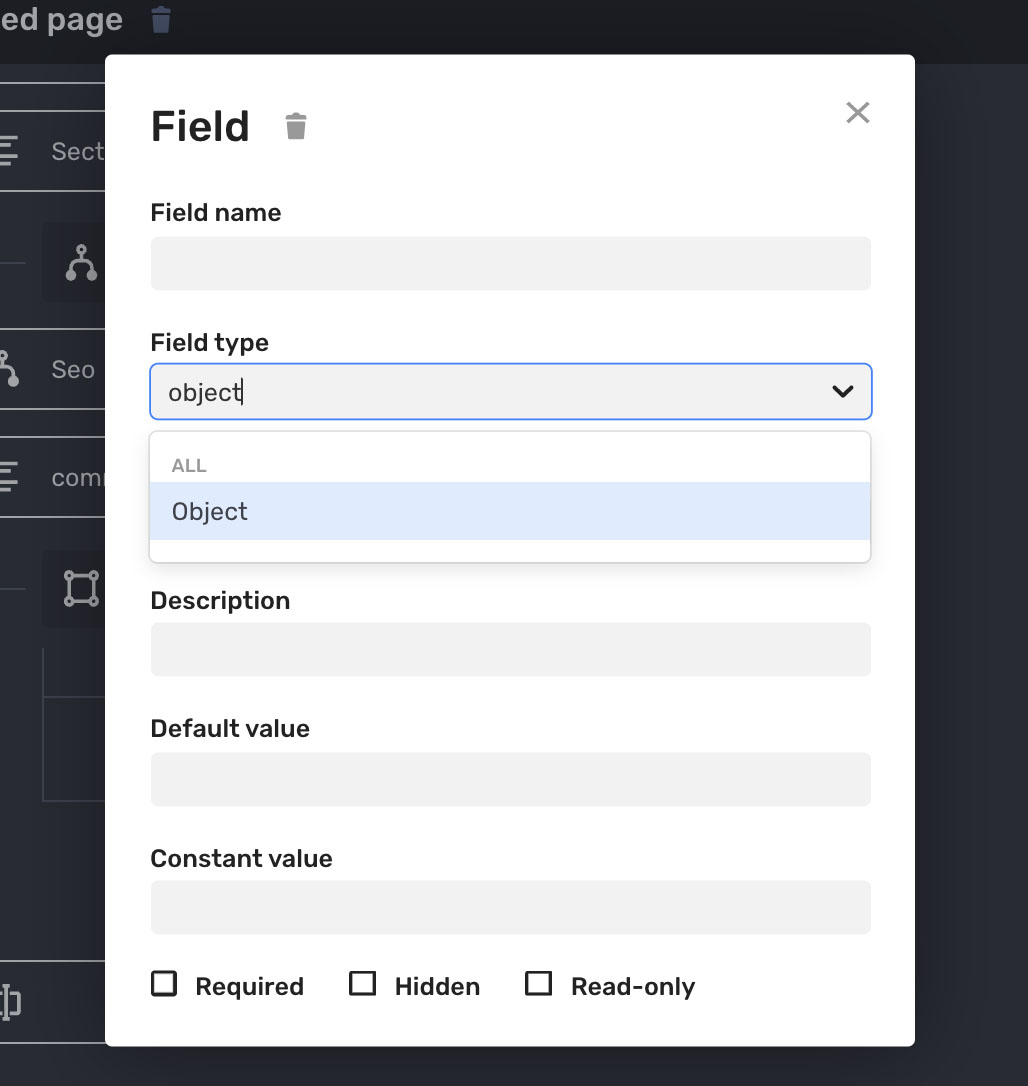 ed page
Field
Sect
Field name
Field type
Seo
object
ALL
com
Object
Description
Default value
Constant value
Required Hidden Read-only